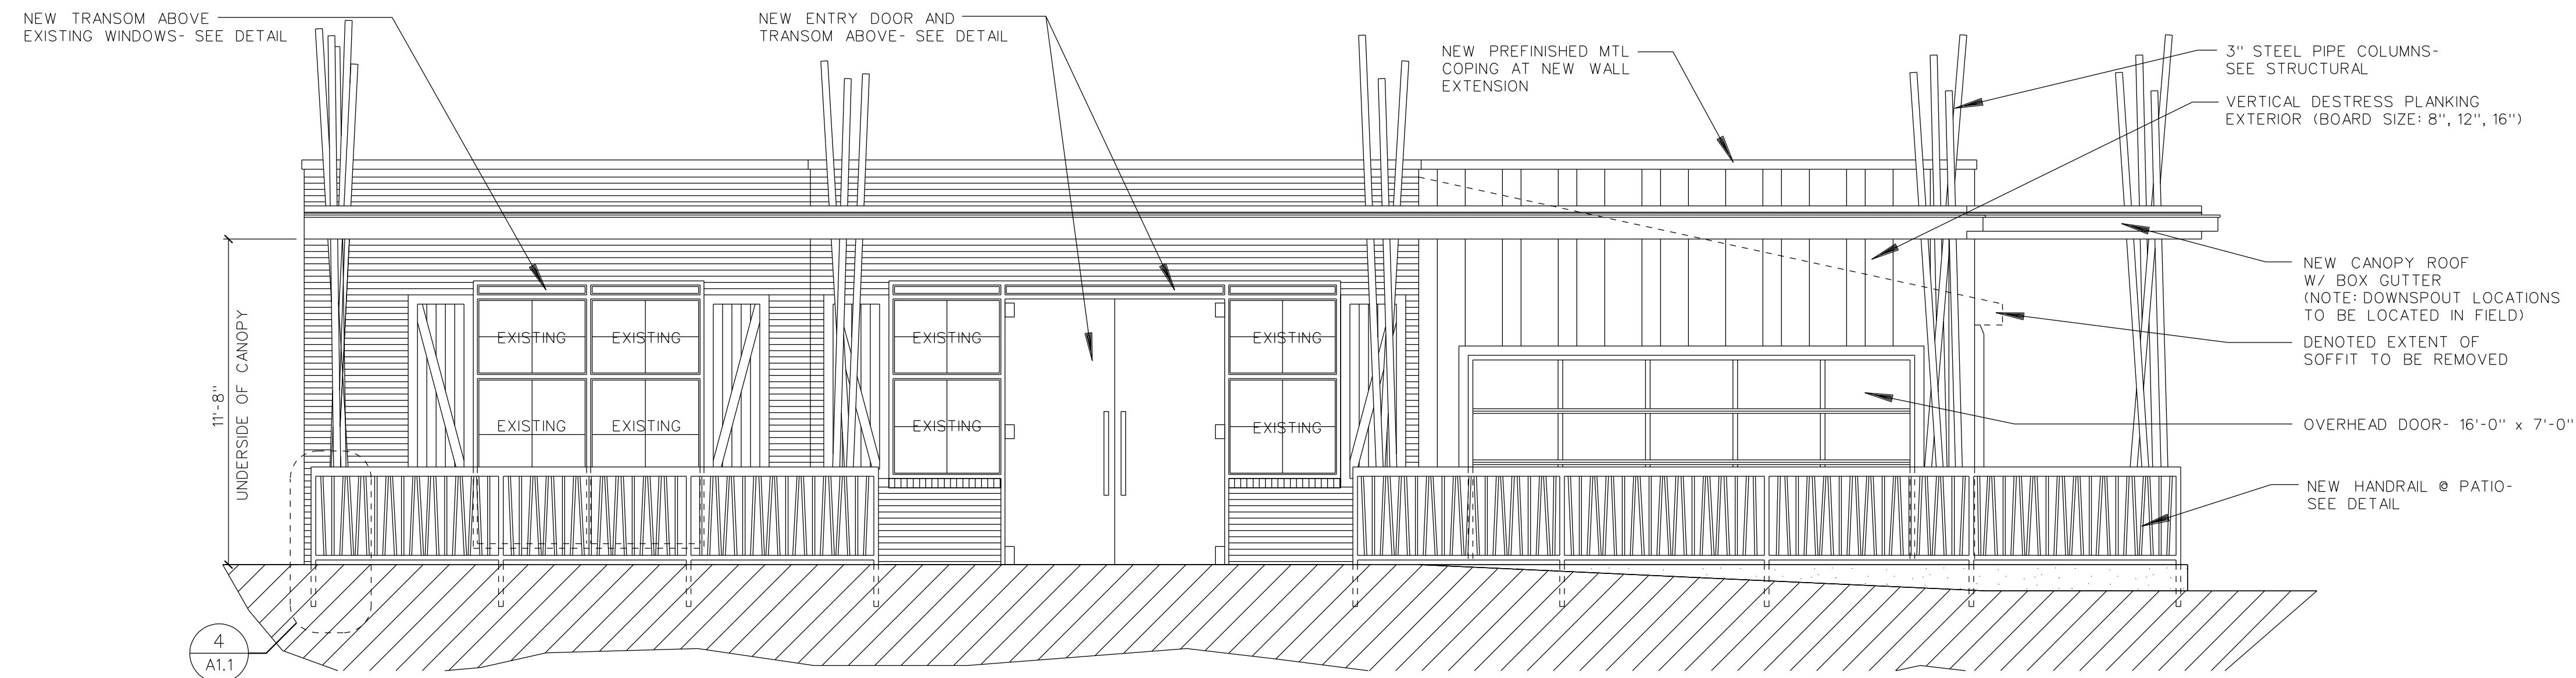 NEW TRANSOM ABOVE
EXISTING WINDOWS- SEE DETAIL
NEW ENTRY DOOR AND
TRANSOM ABOVE- SEE DETAIL
NEW PREFINISHED MTL
COPING AT NEW WALL
EXTENSION
3" STEEL PIPE COLUMNS-
SEE STRUCTURAL
VERTICAL DESTRESS PLANKING
EXTERIOR (BOARD SIZE: 8", 12", 16")
NEW CANOPY ROOF
W/ BOX GUTTER
(NOTE: DOWNSPOUT LOCATIONS
TO BE LOCATED IN FIELD)
DENOTED EXTENT OF
SOFFIT TO BE REMOVED
OVERHEAD DOOR- 16'-0" x 7'-0"
NEW HANDRAIL @ PATIO-
SEE DETAIL
11'-8"
UNDERSIDE OF CANOPY
EXISTING
EXISTING
EXISTING
EXISTING
EXISTING
EXISTING
EXISTING
EXISTING
4
A1.1